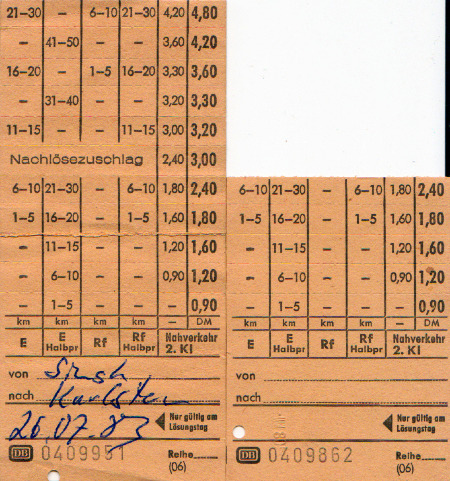 21–30 – 6–10 21–30 4,20 4,80
– 41–50 – – 3,60 4,20
16–20 – 1–5 16–20 3,30 3,60
– 31–40 – – 3,20 3,30
11–15 – – 11–15 3,00 3,20
Nachlösezuschlag 2,40 3,00
6–10 21–30 – 6–10 1,80 2,40
1–5 16–20 – 1–5 1,60 1,80
– 11–15 – – 1,20 1,60
– 6–10 – – 0,90 1,20
– 1–5 – – – 0,90
km km km km – DM
E E Halbpr Rf Rf Halbpr Nahverkehr 2. Kl
von
nach
26.07.83
Nur gültig am
Lösungstag
DB 0409951 Reihe
(06)
6–10 21–30 – 6–10 1,80 2,40
1–5 16–20 – 1–5 1,60 1,80
– 11–15 – – 1,20 1,60
– 6–10 – – 0,90 1,20
– 1–5 – – – 0,90
km km km km – DM
E E Halbpr Rf Rf Halbpr Nahverkehr 2. Kl
von
nach
Nur gültig am
Lösungstag
DB 0409862 Reihe
(06)